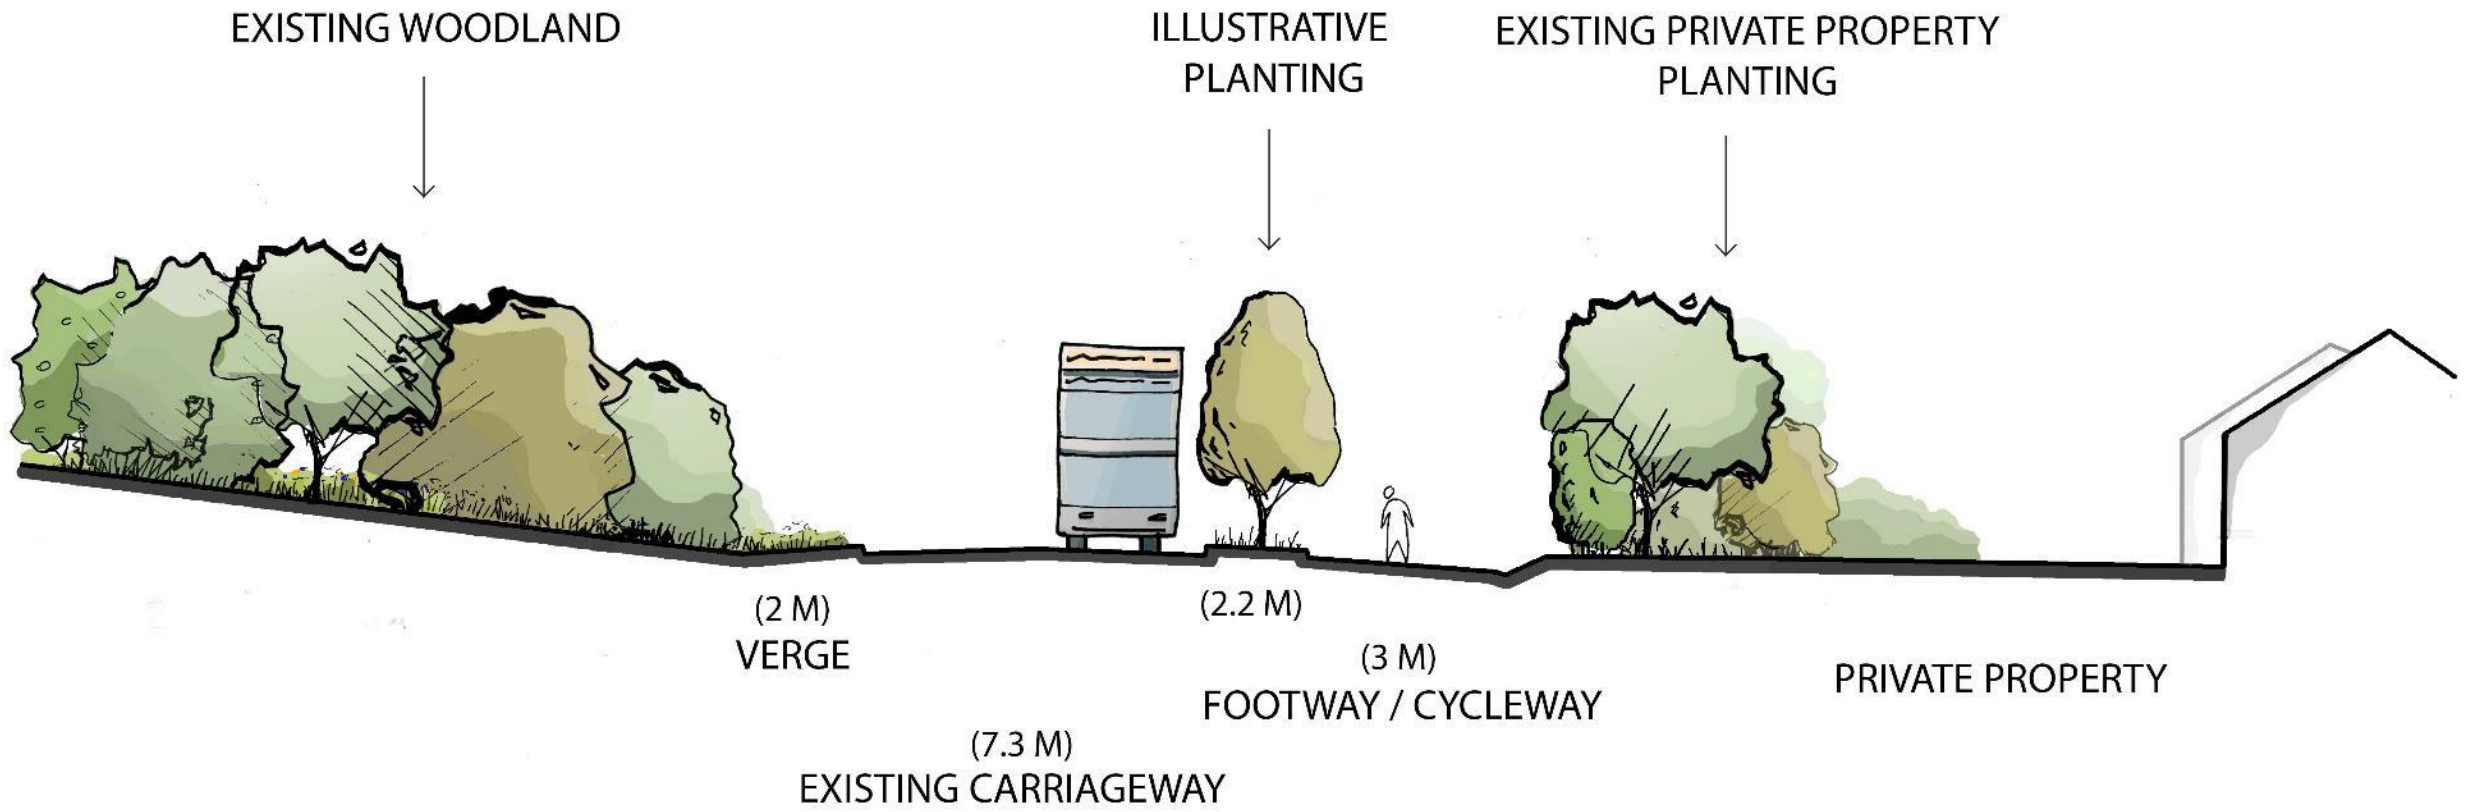 EXISTING WOODLAND
ILLUSTRATIVE
PLANTING
EXISTING PRIVATE PROPERTY
PLANTING
(2 M)
VERGE
(2.2 M)
(3 M)
FOOTWAY / CYCLEWAY
PRIVATE PROPERTY
(7.3 M)
EXISTING CARRIAGEWAY